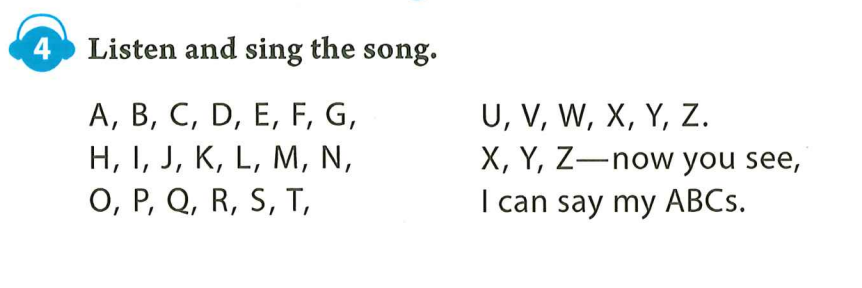 4 Listen and sing the song.
A, B, C, D, E, F, G,
H, I, J, K, L, M, N,
O, P, Q, R, S, T,
U, V, W, X, Y, Z.
X, Y, Z—now you see,
I can say my ABCs.